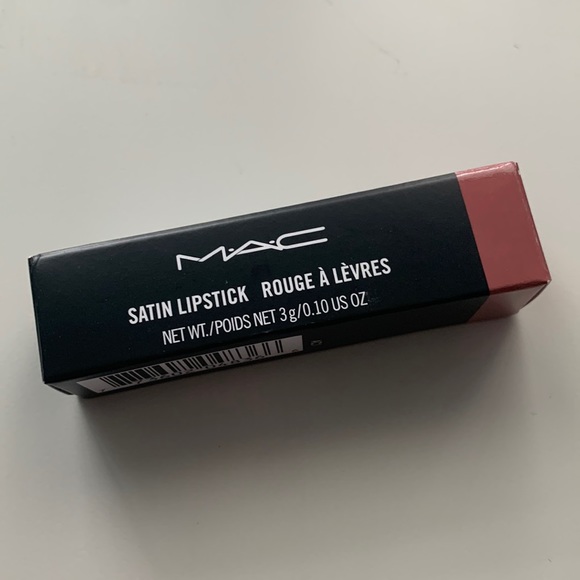 M·A·C
SATIN LIPSTICK ROUGE À LÈVRES
NET WT./POIDS NET 3 g/0.10 US OZ